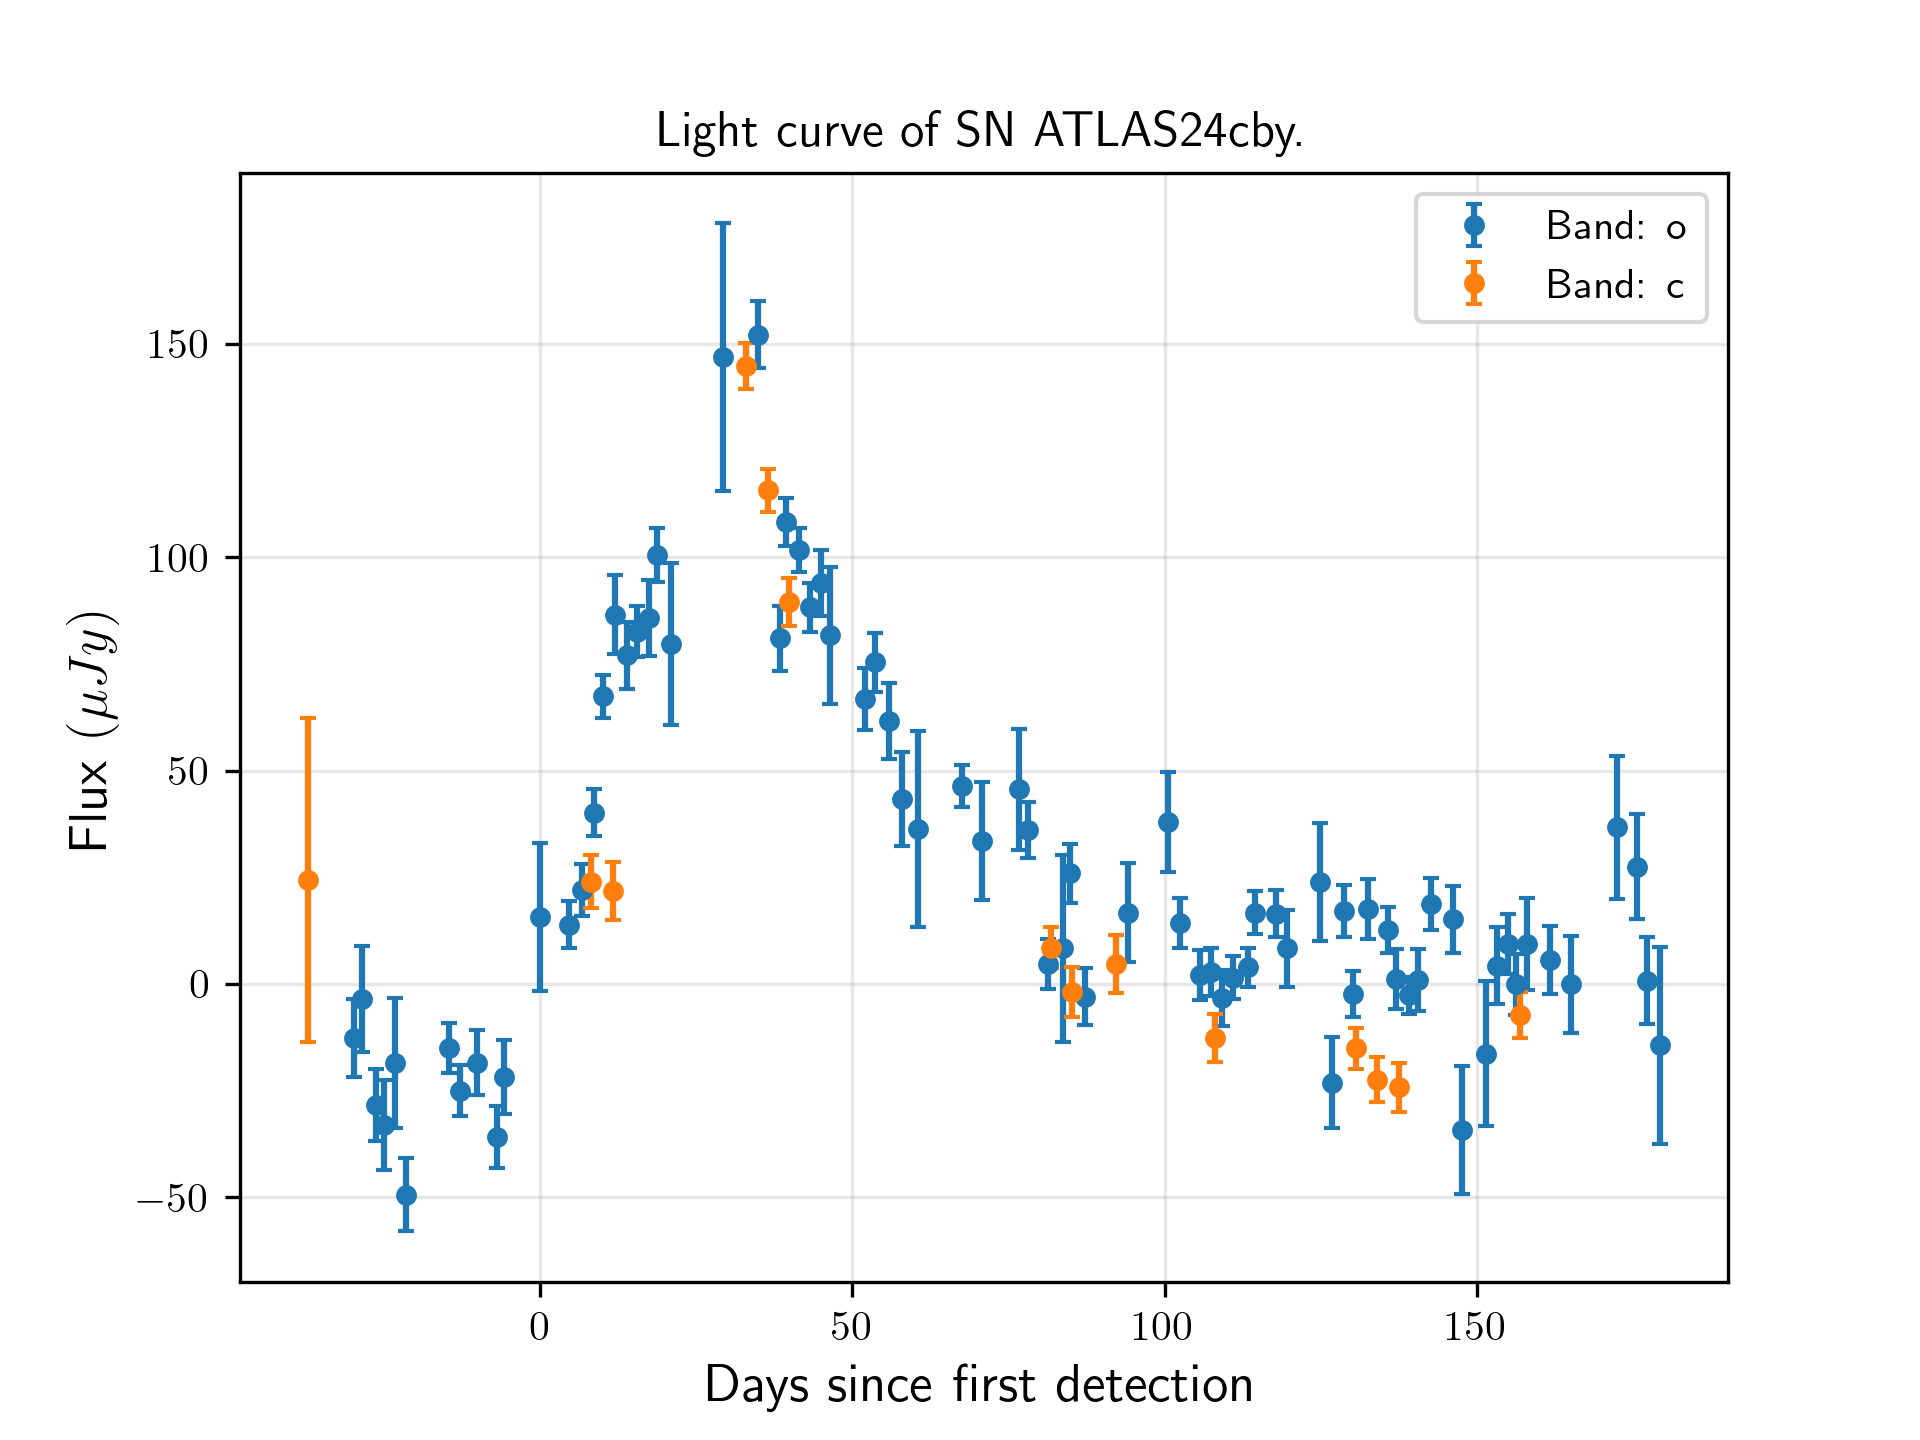 Light curve of SN ATLAS24cby.
Band: o
Band: c
150
100
50
0
−50
Flux (μJy)
0 50 100 150
Days since first detection